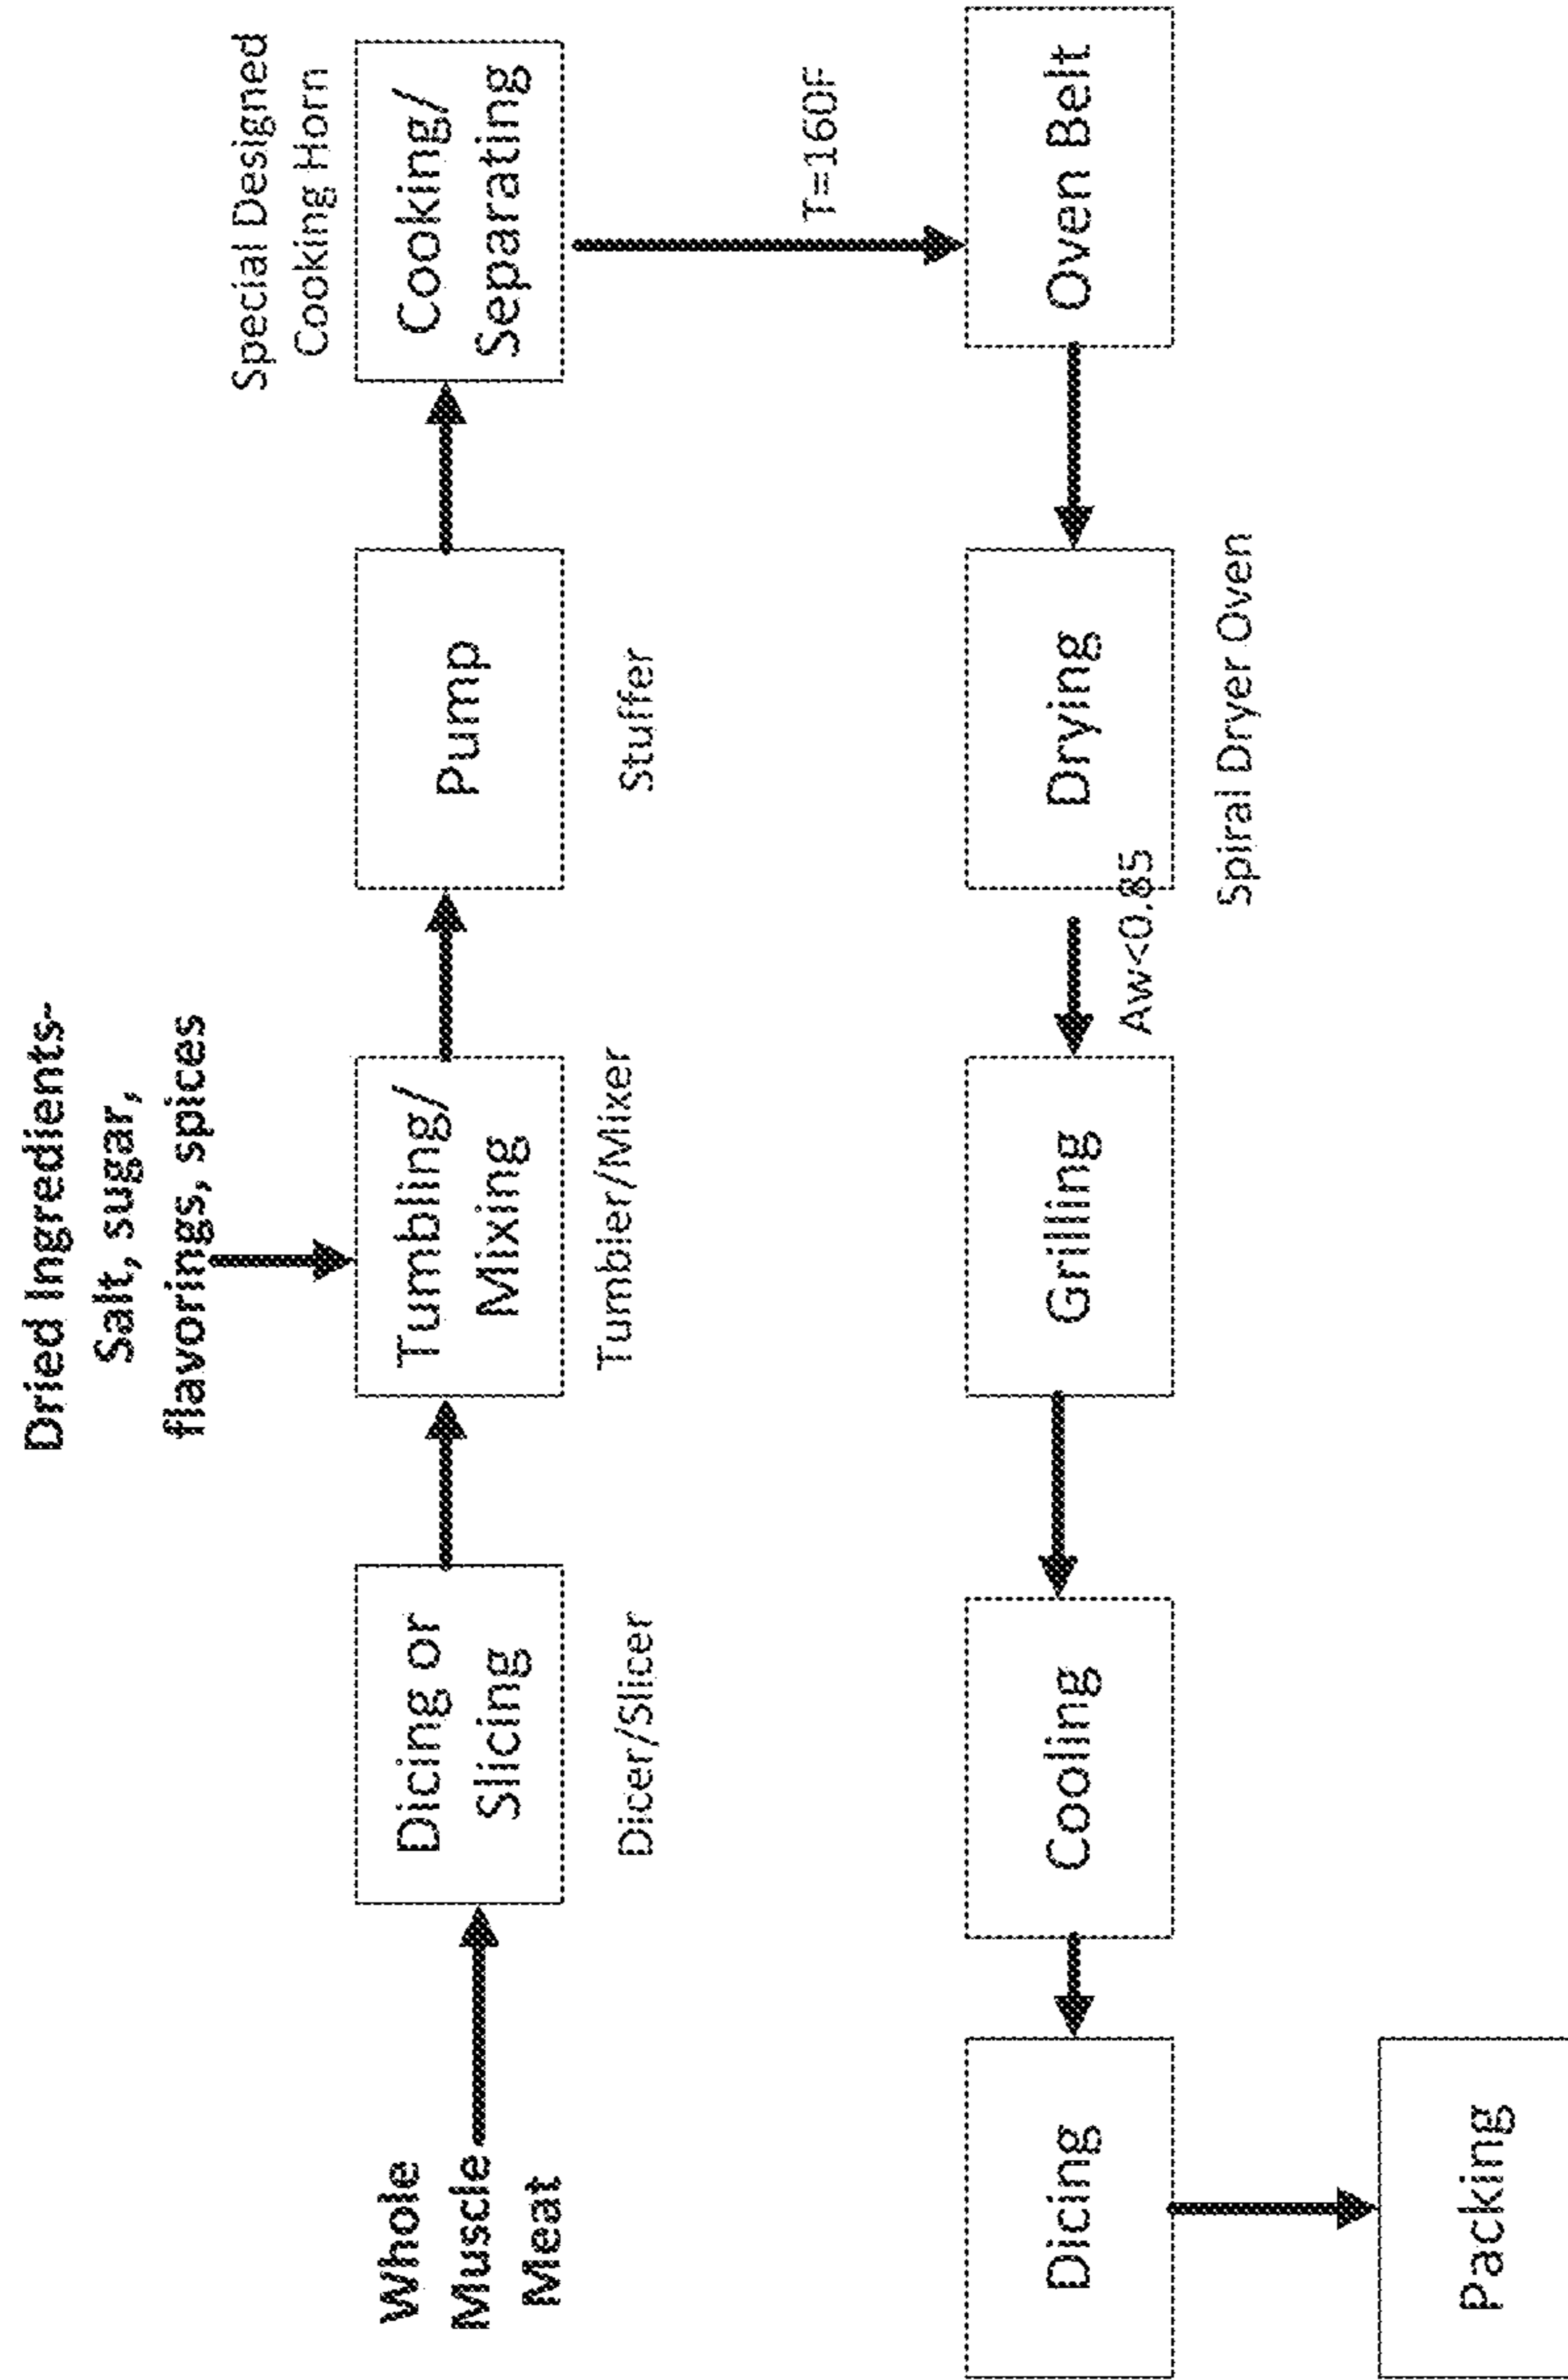 Dried Ingredients-
Salt, sugar,
flavorings, spices
Special Designed
Cooking Horn
Whole
Muscle
Meat
Dicing or
Slicing
Tumbling/
Mixing
Pump
Cooking/
Separating
Dicer/Slicer
Tumbler/Mixer
Stuffer
T=160F
Dicing
Cooling
Grilling
Drying
Oven Belt
Aw<0.85
Spiral Dryer Oven
Packing